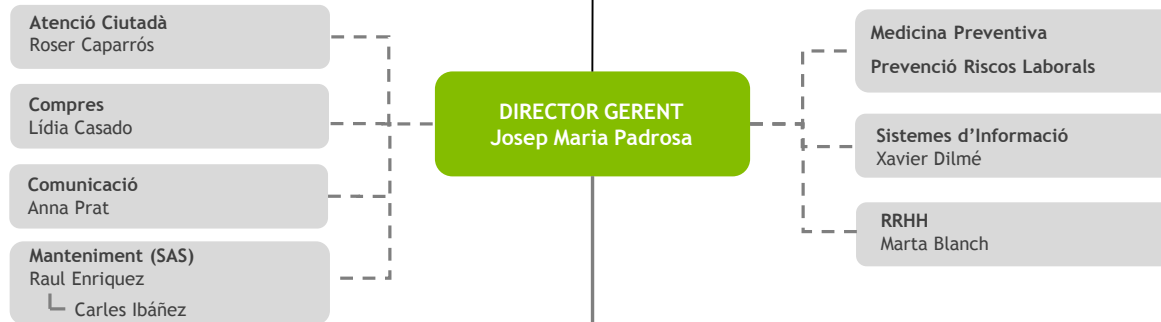 Atenció Ciutadà
Roser Caparrós
Compres
Lídia Casado
Comunicació
Anna Prat
Manteniment (SAS)
Raul Enriquez
Carles Ibáñez
DIRECTOR GERENT
Josep Maria Padrosa
Medicina Preventiva
Prevenció Riscos Laborals
Sistemes d’Informació
Xavier Dilmé
RRHH
Marta Blanch